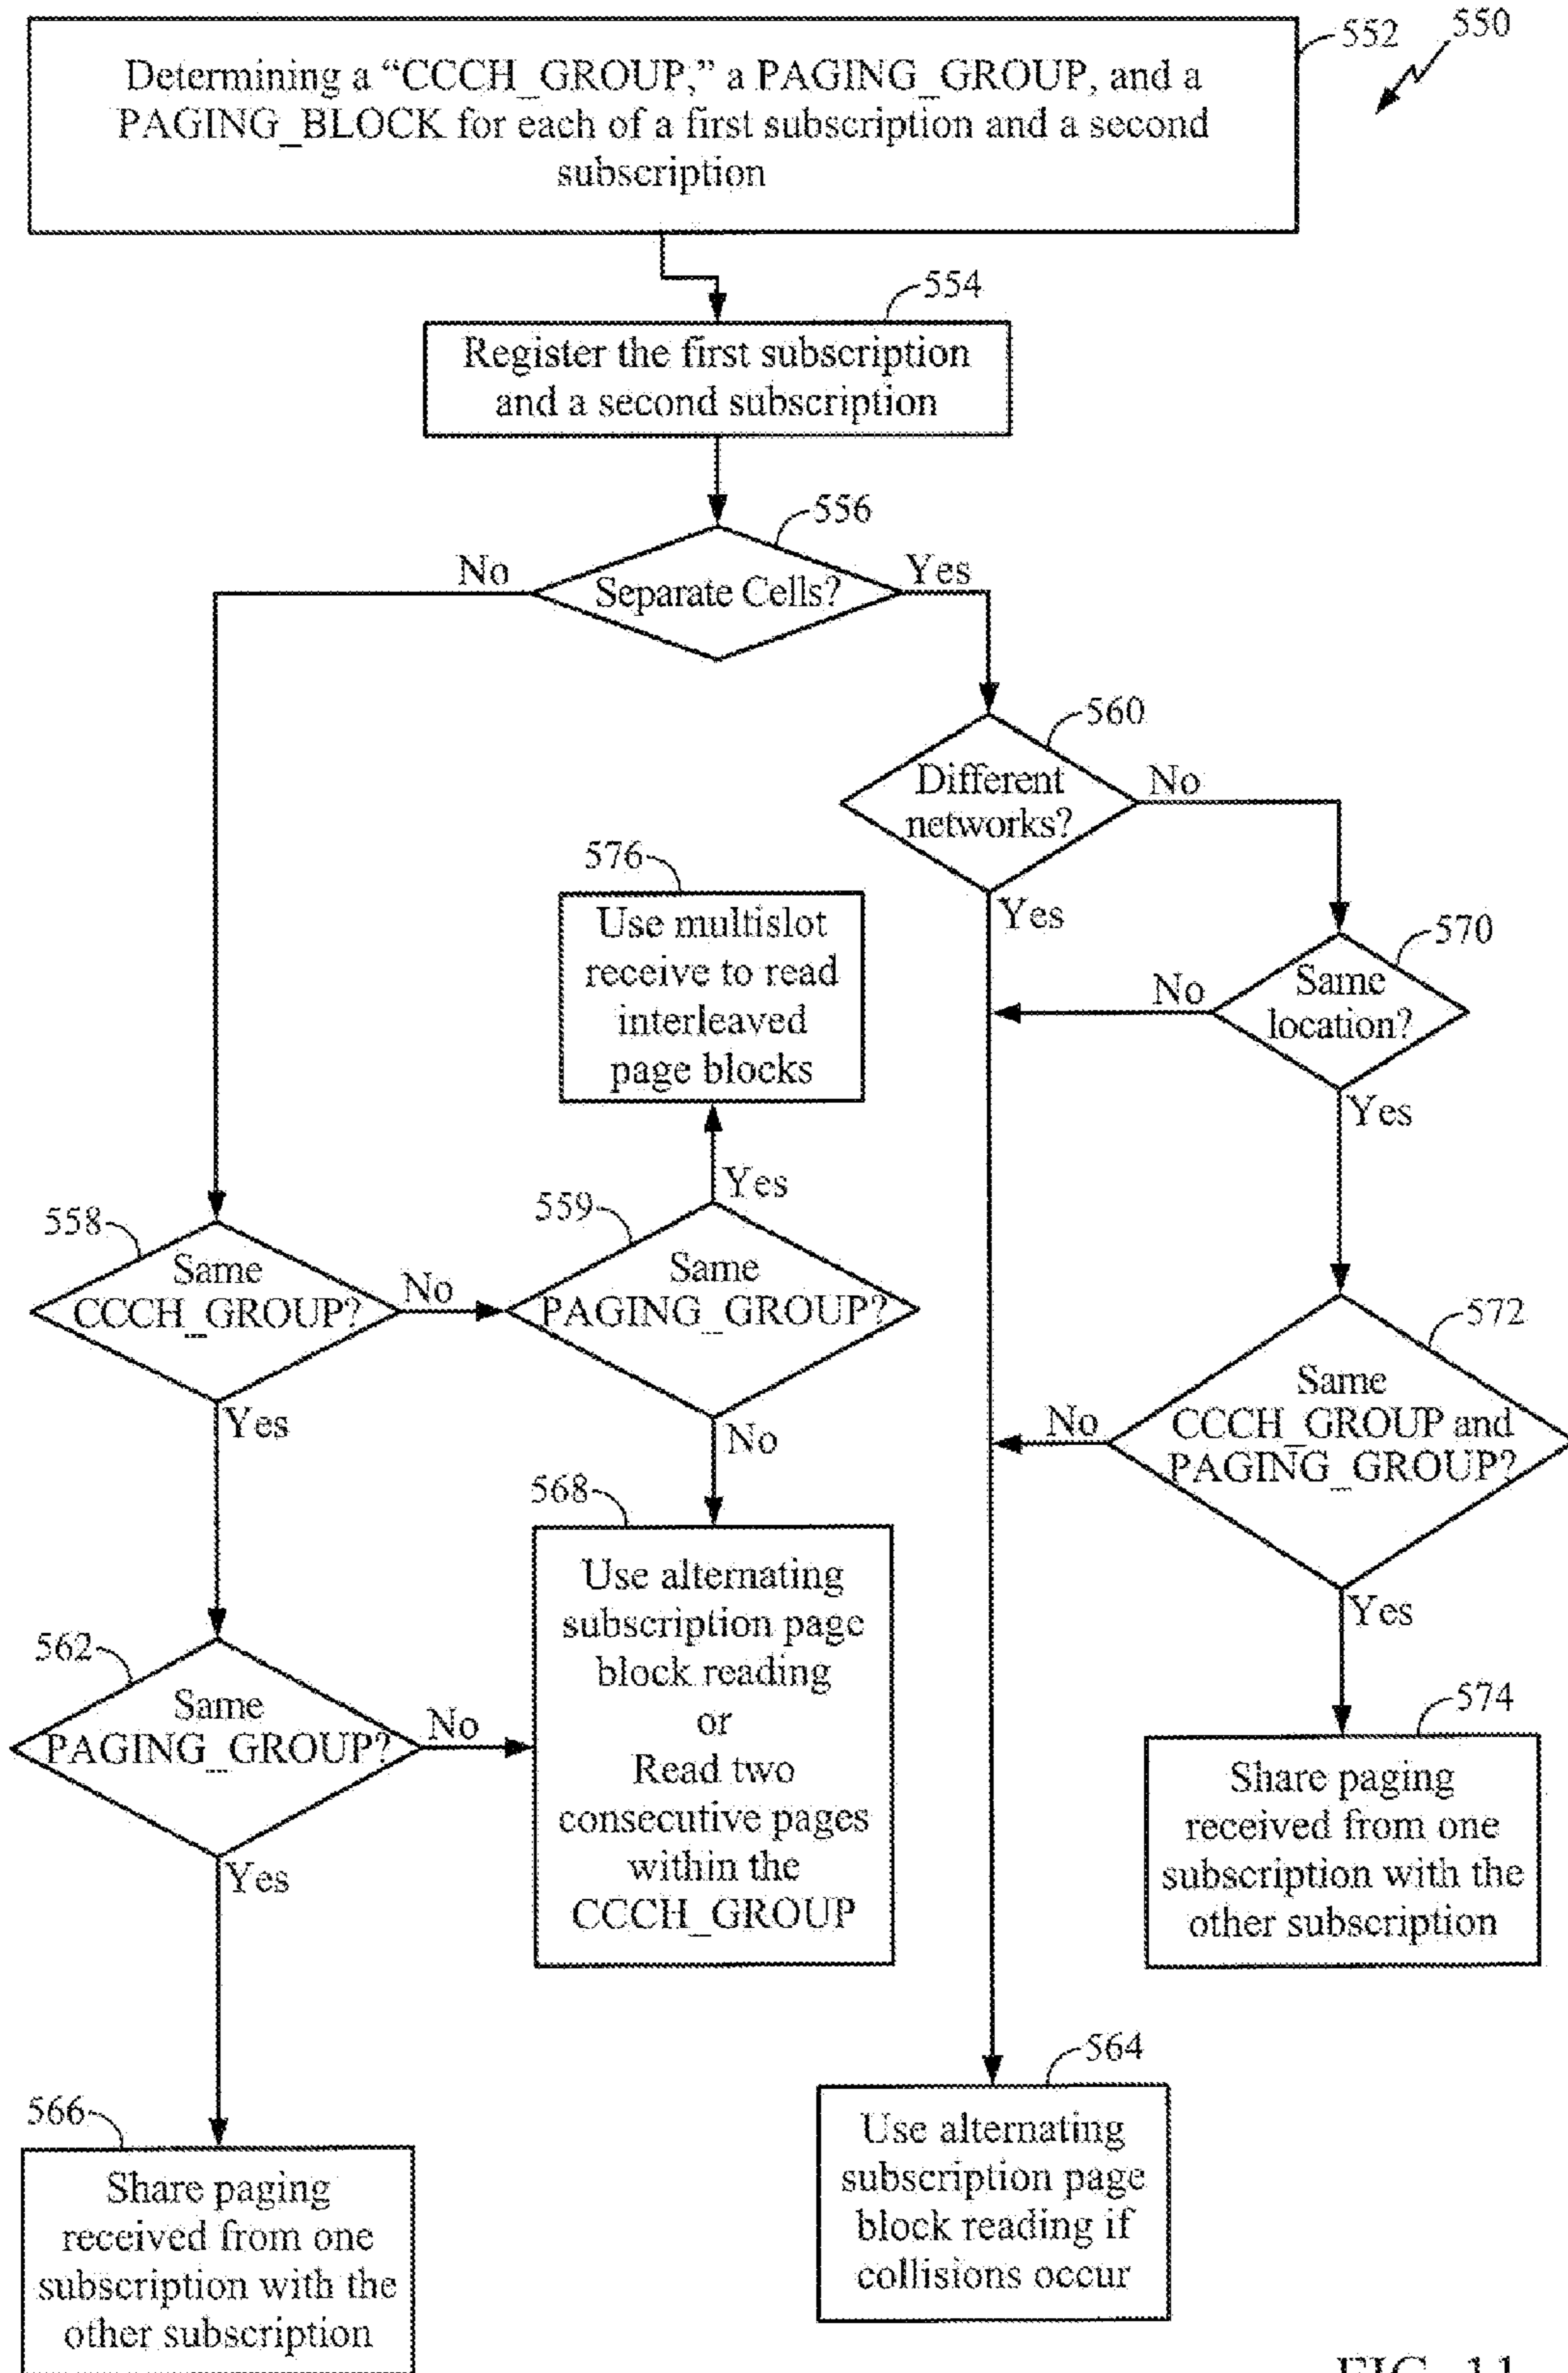 550
552
Determining a “CCCH_GROUP,” a PAGING_GROUP, and a
PAGING_BLOCK for each of a first subscription and a second
subscription
554
Register the first subscription
and a second subscription
556
Separate Cells?
No
Yes
560
Different
networks?
No
Yes
570
Same
location?
No
Yes
576
Use multislot
receive to read
interleaved
page blocks
558
Same
CCCH_GROUP?
No
Yes
559
Same
PAGING_GROUP?
Yes
No
572
Same
CCCH_GROUP and
PAGING_GROUP?
No
Yes
568
Use alternating
subscription page
block reading
or
Read two
consecutive pages
within the
CCCH_GROUP
562
Same
PAGING_GROUP?
No
Yes
574
Share paging
received from one
subscription with the
other subscription
564
Use alternating
subscription page
block reading if
collisions occur
566
Share paging
received from one
subscription with the
other subscription
FIG. 11